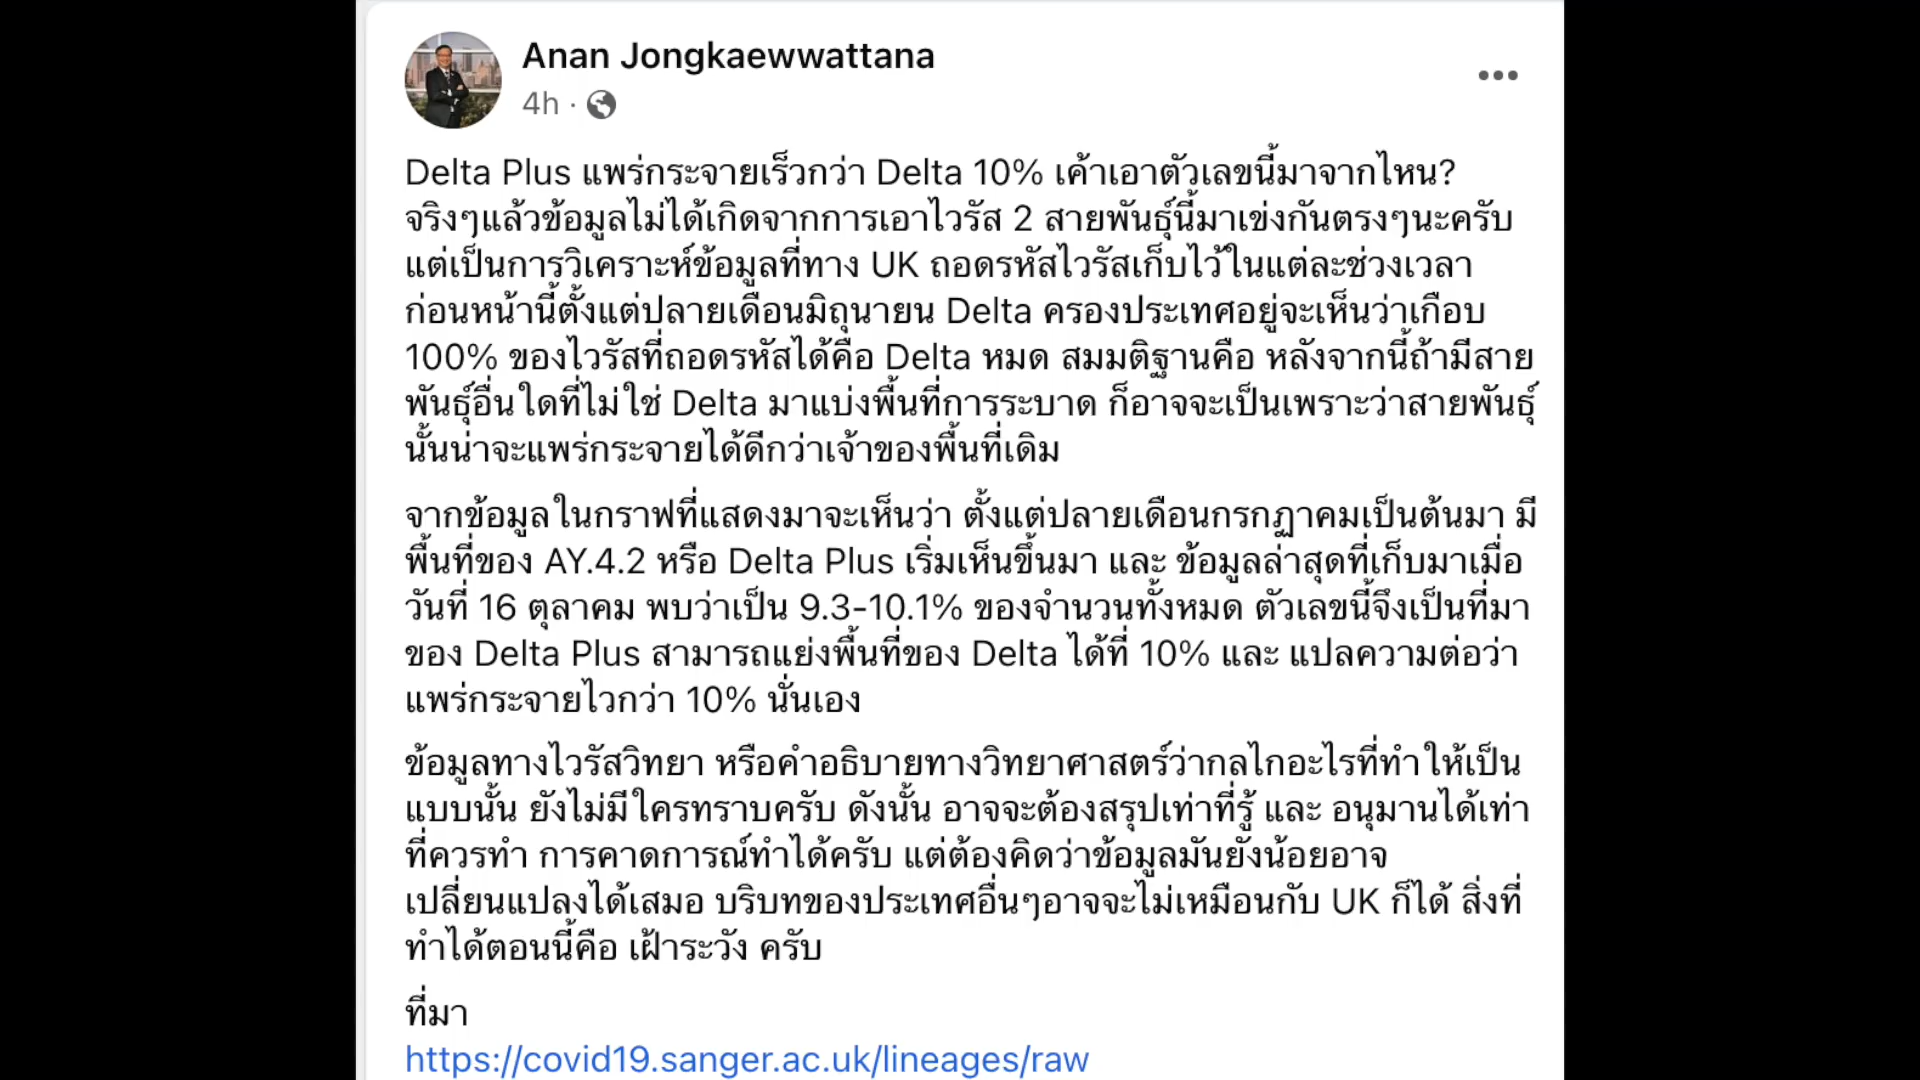 Anan Jongkaewwattana
4h ·
Delta Plus แพร่กระจายเร็วกว่า Delta 10% เค้าเอาตัวเลขนี้มาจากไหน?
จริงๆแล้วข้อมูลไม่ได้เกิดจากการเอาไวรัส 2 สายพันธุ์นี้มาแข่งกันตรงๆนะครับ
แต่เป็นการวิเคราะห์ข้อมูลที่ทาง UK ถอดรหัสไวรัสเก็บไว้ในแต่ละช่วงเวลา
ก่อนหน้านี้ตั้งแต่ปลายเดือนมิถุนายน Delta ครองประเทศอยู่จะเห็นว่าเกือบ
100% ของไวรัสที่ถอดรหัสได้คือ Delta หมด สมมติฐานคือ หลังจากนี้ถ้ามีสาย
พันธุ์อื่นใดที่ไม่ใช่ Delta มาแบ่งพื้นที่การระบาด ก็อาจจะเป็นเพราะว่าสายพันธุ์
นั้นน่าจะแพร่กระจายได้ดีกว่าเจ้าของพื้นที่เดิม
จากข้อมูลในกราฟที่แสดงมาจะเห็นว่า ตั้งแต่ปลายเดือนกรกฏาคมเป็นต้นมา มี
พื้นที่ของ AY.4.2 หรือ Delta Plus เริ่มเห็นขึ้นมา และ ข้อมูลล่าสุดที่เก็บมาเมื่อ
วันที่ 16 ตุลาคม พบว่าเป็น 9.3-10.1% ของจำนวนทั้งหมด ตัวเลขนี้จึงเป็นที่มา
ของ Delta Plus สามารถแย่งพื้นที่ของ Delta ได้ที่ 10% และ แปลความต่อว่า
แพร่กระจายไวกว่า 10% นั่นเอง
ข้อมูลทางไวรัสวิทยา หรือคำอธิบายทางวิทยาศาสตร์ว่ากลไกอะไรที่ทำให้เป็น
แบบนั้น ยังไม่มีใครทราบครับ ดังนั้น อาจจะต้องสรุปเท่าที่รู้ และ อนุมานได้เท่า
ที่ควรทำ การคาดการณ์ทำได้ครับ แต่ต้องคิดว่าข้อมูลมันยังน้อยอาจ
เปลี่ยนแปลงได้เสมอ บริบทของประเทศอื่นๆอาจจะไม่เหมือนกับ UK ก็ได้ สิ่งที่
ทำได้ตอนนี้คือ เฝ้าระวัง ครับ
ที่มา
https://covid19.sanger.ac.uk/lineages/raw